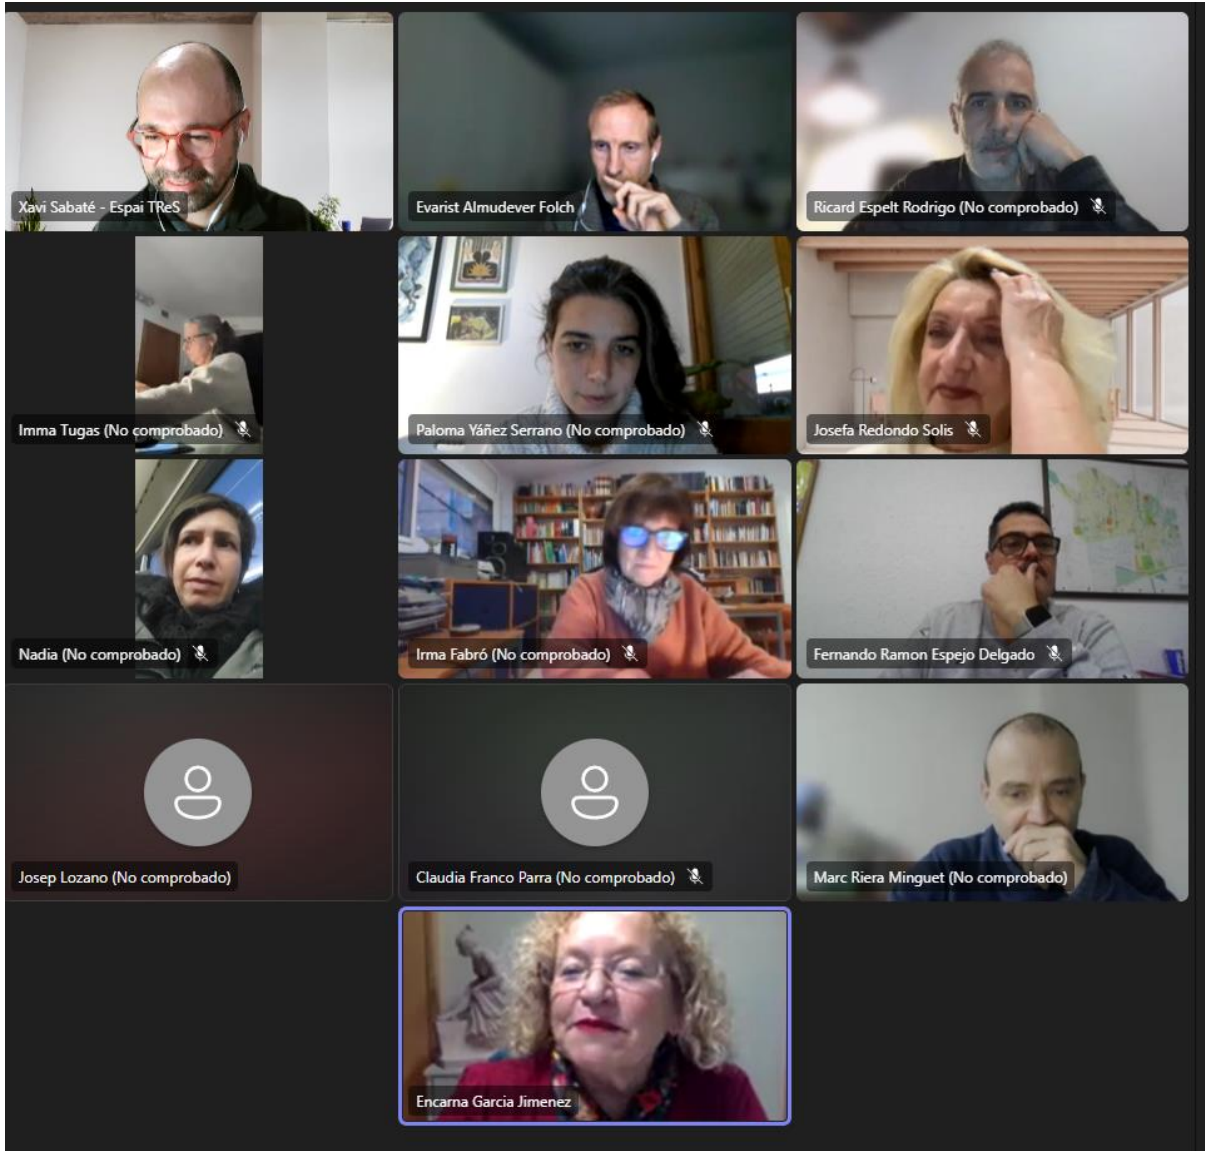 Xavi Sabaté - Espai TReS
Evarist Almudever Folch
Ricard Espelt Rodrigo (No comprobado)
Imma Tugas (No comprobado)
Paloma Yáñez Serrano (No comprobado)
Josefa Redondo Solis
Nadia (No comprobado)
Irma Fabró (No comprobado)
Fernando Ramon Espejo Delgado
Josep Lozano (No comprobado)
Claudia Franco Parra (No comprobado)
Marc Riera Minguet (No comprobado)
Encarna Garcia Jimenez